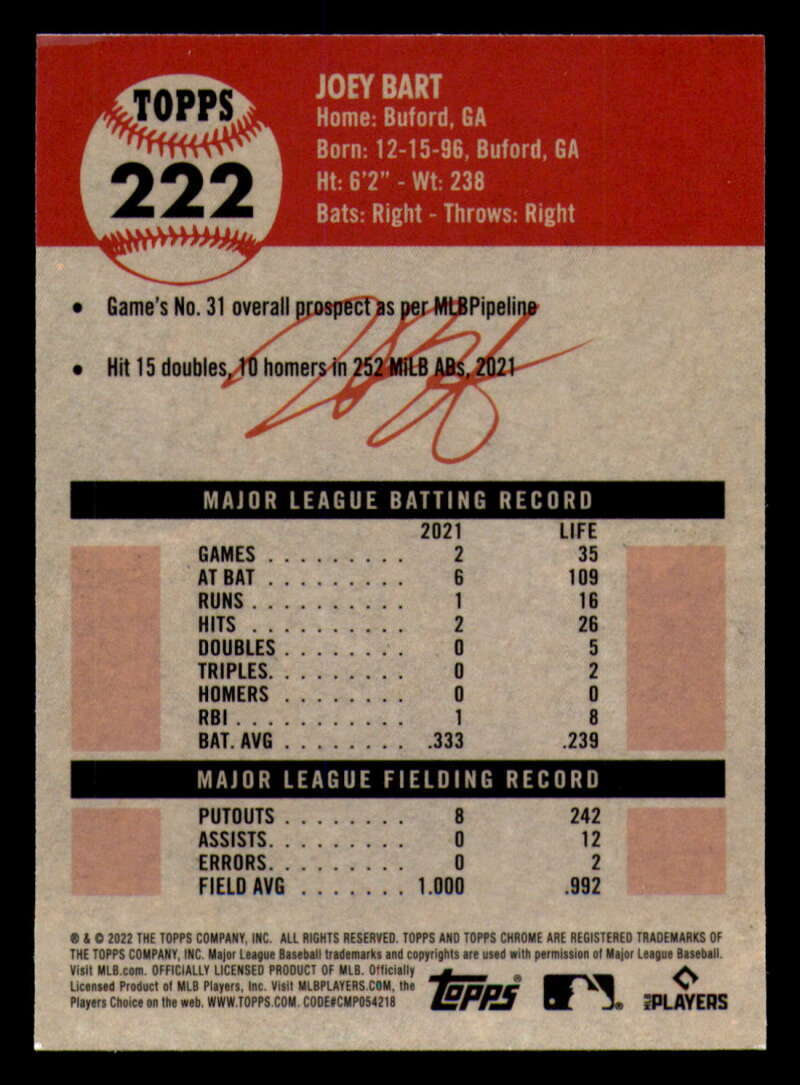 TOPPS
222
JOEY BART
Home: Buford, GA
Born: 12-15-96, Buford, GA
Ht: 6'2" - Wt: 238
Bats: Right - Throws: Right
• Game's No. 31 overall prospect as per MLBPipeline
• Hit 15 doubles, 10 homers in 252 MiLB ABs, 2021
MAJOR LEAGUE BATTING RECORD
2021 LIFE
GAMES . . . . . . . . . 2 35
AT BAT . . . . . . . . . 6 109
RUNS . . . . . . . . . . 1 16
HITS . . . . . . . . . . 2 26
DOUBLES . . . . . . . . 0 5
TRIPLES. . . . . . . . . 0 2
HOMERS . . . . . . . . 0 0
RBI . . . . . . . . . . . 1 8
BAT. AVG . . . . . . . . .333 .239
MAJOR LEAGUE FIELDING RECORD
PUTOUTS . . . . . . . . 8 242
ASSISTS. . . . . . . . . 0 12
ERRORS. . . . . . . . . 0 2
FIELD AVG . . . . . . . 1.000 .992
® & © 2022 THE TOPPS COMPANY, INC. ALL RIGHTS RESERVED. TOPPS AND TOPPS CHROME ARE REGISTERED TRADEMARKS OF
THE TOPPS COMPANY, INC. Major League Baseball trademarks and copyrights are used with permission of Major League Baseball.
Visit MLB.com. OFFICIALLY LICENSED PRODUCT OF MLB. Officially
Licensed Product of MLB Players, Inc. Visit MLBPLAYERS.COM, the
Players Choice on the web. WWW.TOPPS.COM. CODE#CMP054218
TOPPS®
MLB PLAYERS